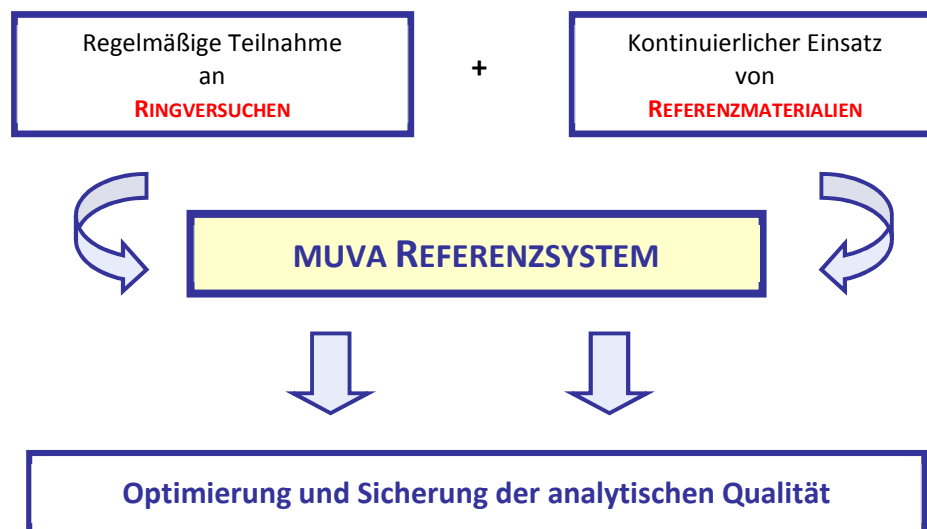 Regelmäßige Teilnahme
an
RINGVERSUCHEN
+
Kontinuierlicher Einsatz
von
REFERENZMATERIALIEN
MUVA REFERENZSYSTEM
Optimierung und Sicherung der analytischen Qualität